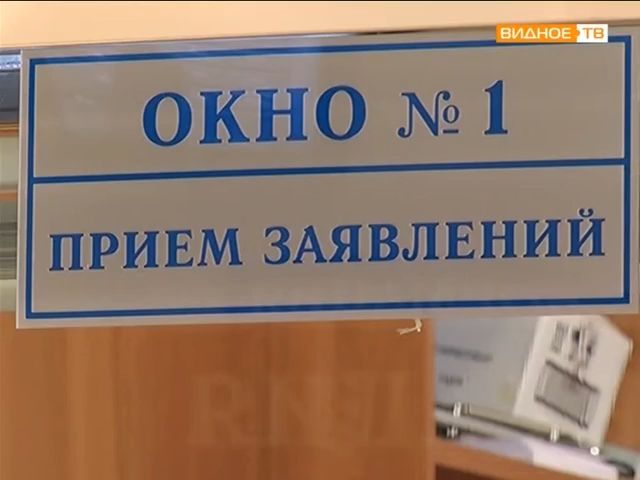 ВИДНОЕ ТВ
ОКНО № 1
ПРИЕМ ЗАЯВЛЕНИЙ